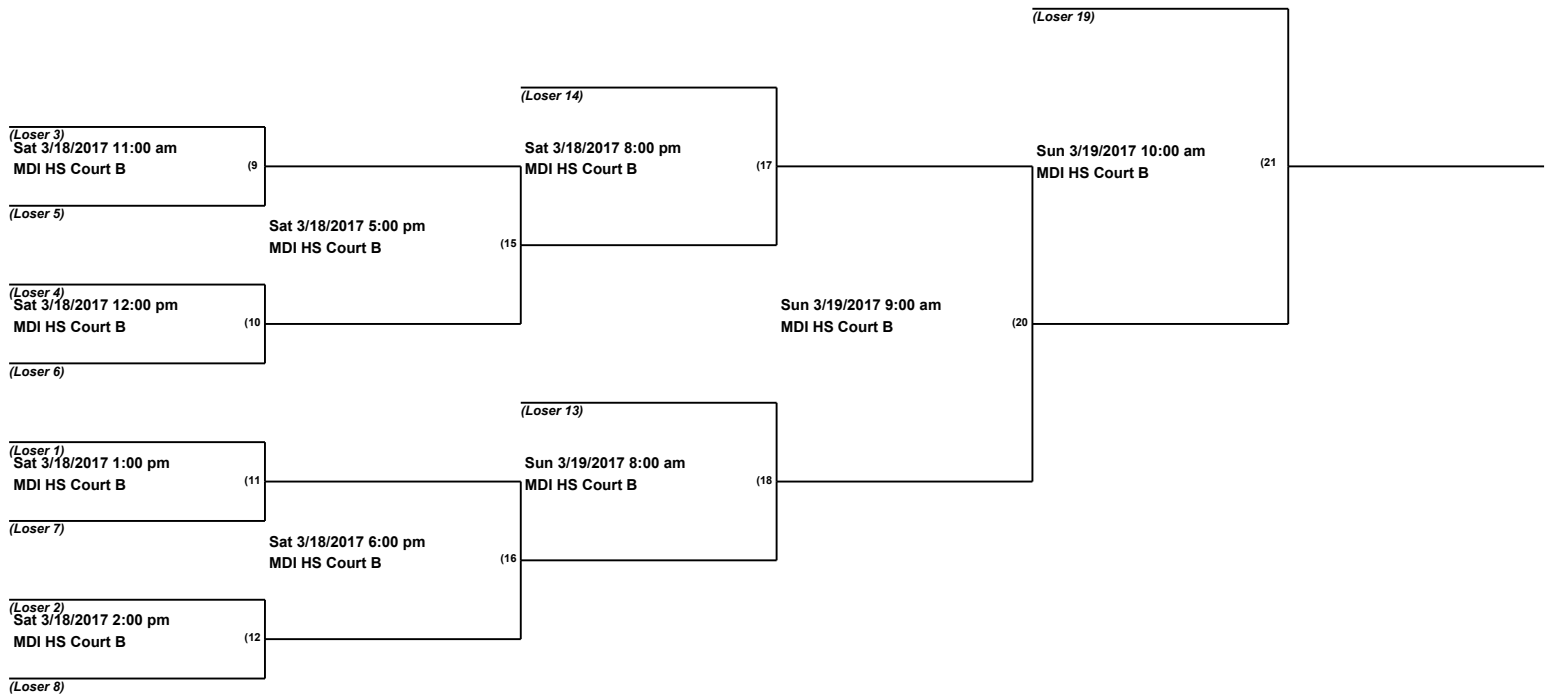 (Loser 19)
(Loser 14)
(Loser 3)
Sat 3/18/2017 11:00 am
MDI HS Court B
(9
(Loser 5)
Sat 3/18/2017 8:00 pm
MDI HS Court B
(17
Sun 3/19/2017 10:00 am
MDI HS Court B
(21
Sat 3/18/2017 5:00 pm
MDI HS Court B
(15
(Loser 4)
Sat 3/18/2017 12:00 pm
MDI HS Court B
(10
(Loser 6)
Sun 3/19/2017 9:00 am
MDI HS Court B
(20
(Loser 13)
(Loser 1)
Sat 3/18/2017 1:00 pm
MDI HS Court B
(11
(Loser 7)
Sun 3/19/2017 8:00 am
MDI HS Court B
(18
Sat 3/18/2017 6:00 pm
MDI HS Court B
(16
(Loser 2)
Sat 3/18/2017 2:00 pm
MDI HS Court B
(12
(Loser 8)